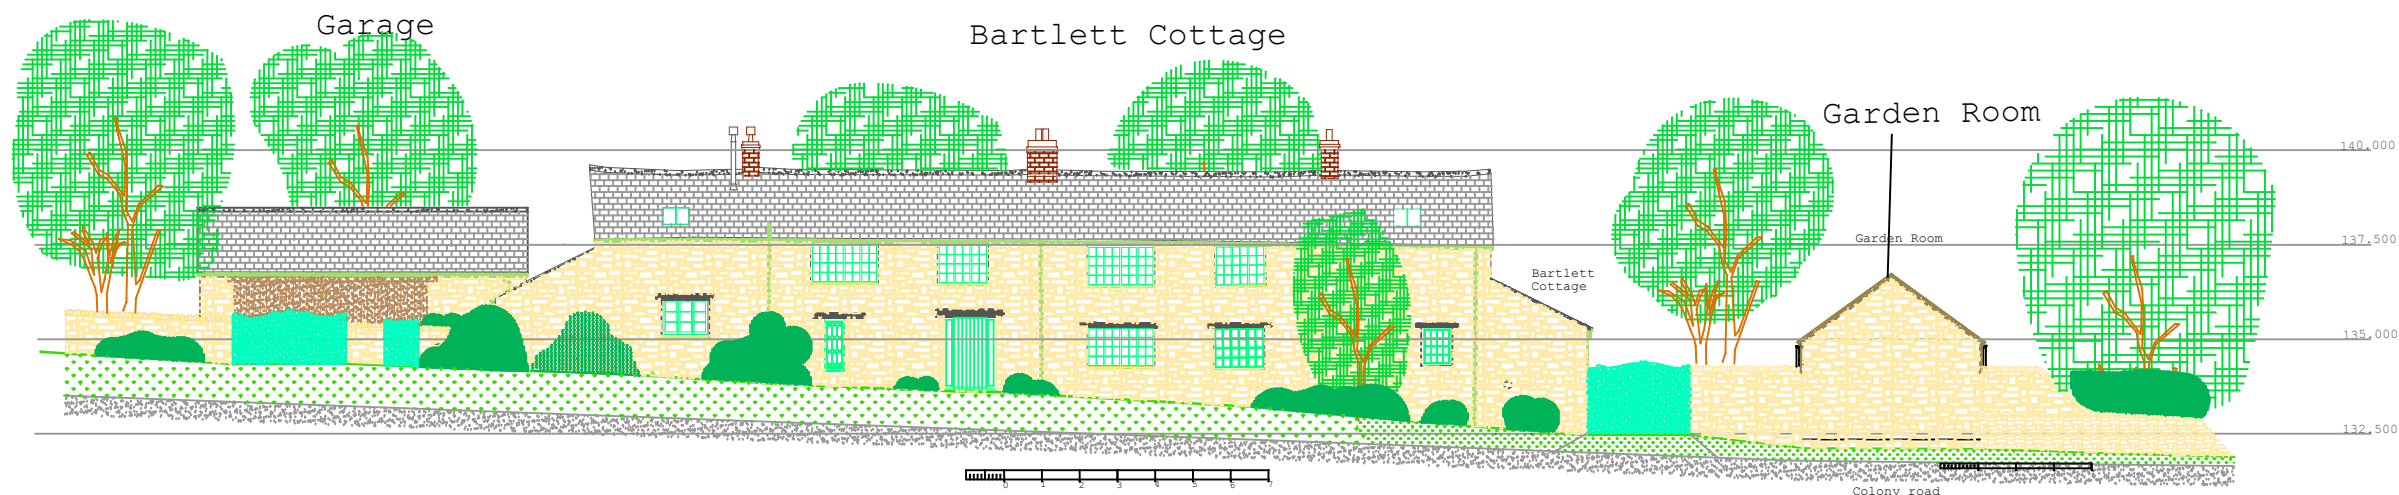 Garage
Bartlett Cottage
Garden Room
140.000
137.500
Garden Room
Bartlett
Cottage
135.000
132.500
0 1 2 3 4 5 6 7
Colony road